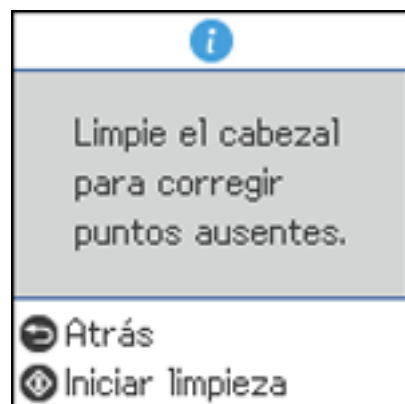 Limpie el cabezal
para corregir
puntos ausentes.
Atrás
Iniciar limpieza